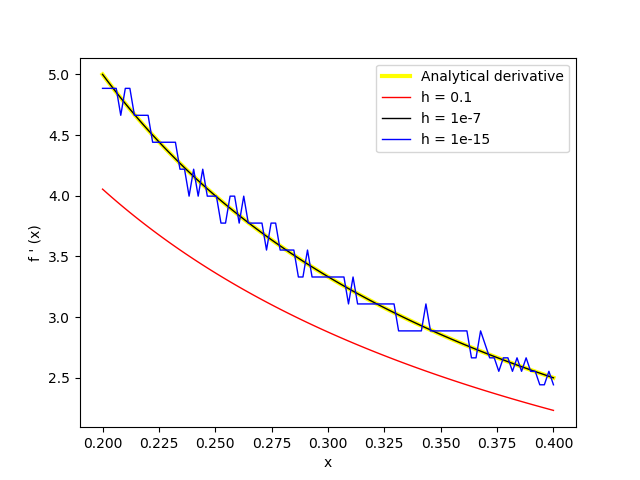 Analytical derivative
h = 0.1
h = 1e-7
h = 1e-15
5.0
4.5
4.0
3.5
3.0
2.5
f ' (x)
0.200 0.225 0.250 0.275 0.300 0.325 0.350 0.375 0.400
x